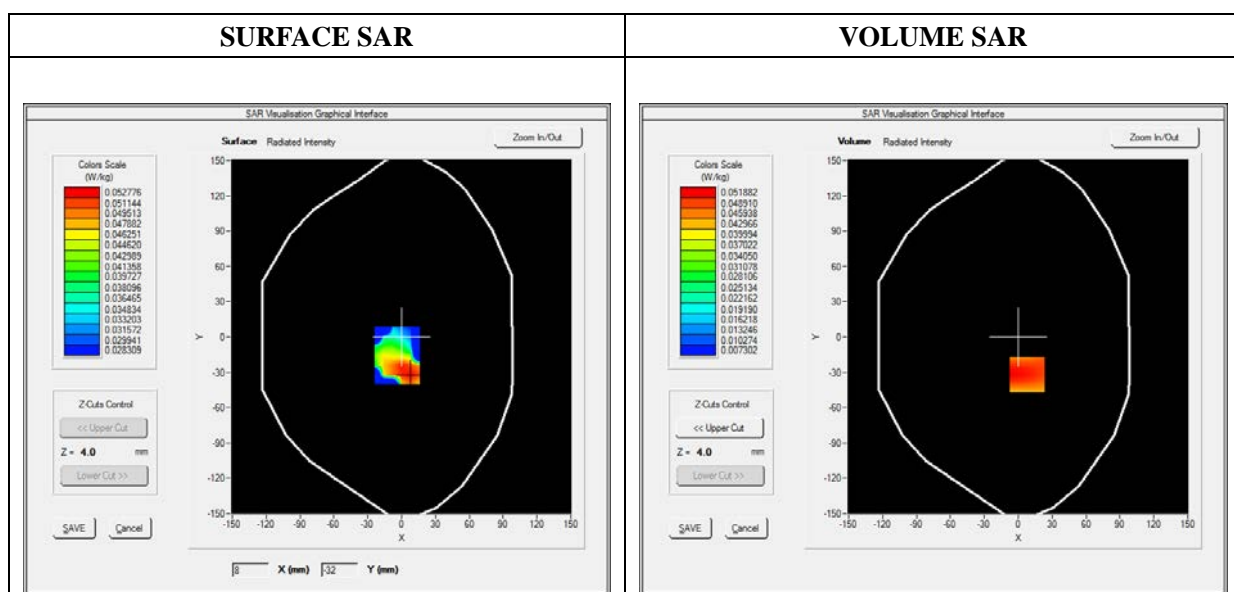 SURFACE SAR
VOLUME SAR
SAR Visualisation Graphical Interface
Surface Radiated Intensity
Zoom In/Out
Colors Scale
(W/kg)
0.052776
0.051144
0.049513
0.047882
0.046251
0.044620
0.042989
0.041358
0.039727
0.038096
0.036465
0.034834
0.033203
0.031572
0.029941
0.028309
Z-Cuts Control
<< Upper Cut
Z = 4.0 mm
Lower Cut >>
SAVE Cancel
150
120
90
60
30
0
-30
-60
-90
-120
-150
Y
-150 -120 -90 -60 -30 0 30 60 90 120 150
X
8 X (mm) -32 Y (mm)
SAR Visualisation Graphical Interface
Volume Radiated Intensity
Zoom In/Out
Colors Scale
(W/kg)
0.051882
0.048910
0.045938
0.042966
0.039994
0.037022
0.034050
0.031078
0.028106
0.025134
0.022162
0.019190
0.016218
0.013246
0.010274
0.007302
Z-Cuts Control
<< Upper Cut
Z = 4.0 mm
Lower Cut >>
SAVE Cancel
150
120
90
60
30
0
-30
-60
-90
-120
-150
Y
-150 -120 -90 -60 -30 0 30 60 90 120 150
X